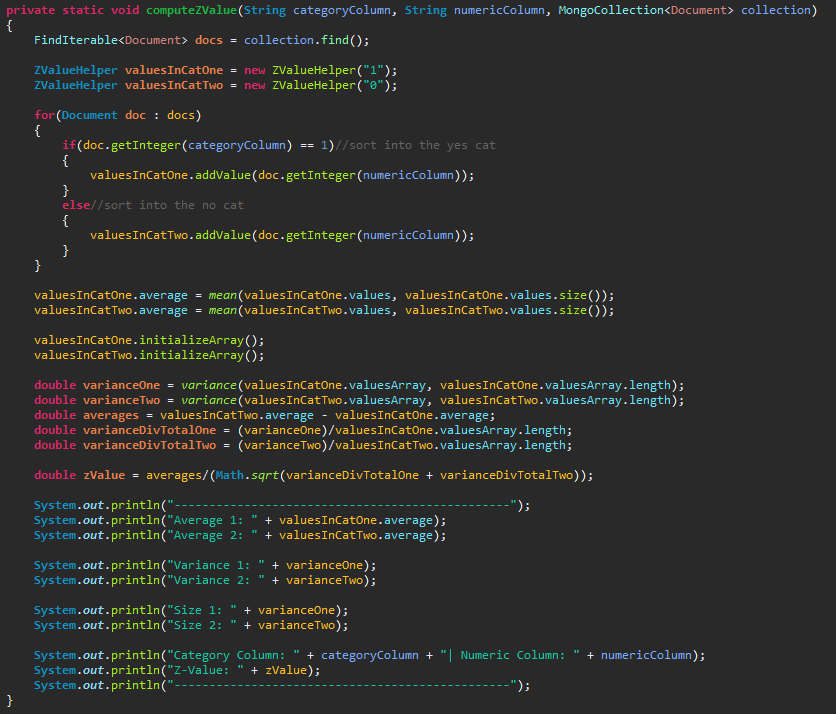 private static void computeZValue(String categoryColumn, String numericColumn, MongoCollection<Document> collection)
{
    FindIterable<Document> docs = collection.find();

    ZValueHelper valuesInCatOne = new ZValueHelper("1");
    ZValueHelper valuesInCatTwo = new ZValueHelper("0");

    for(Document doc : docs)
    {
        if(doc.getInteger(categoryColumn) == 1)//sort into the yes cat
        {
            valuesInCatOne.addValue(doc.getInteger(numericColumn));
        }
        else//sort into the no cat
        {
            valuesInCatTwo.addValue(doc.getInteger(numericColumn));
        }
    }

    valuesInCatOne.average = mean(valuesInCatOne.values, valuesInCatOne.values.size());
    valuesInCatTwo.average = mean(valuesInCatTwo.values, valuesInCatTwo.values.size());

    valuesInCatOne.initializeArray();
    valuesInCatTwo.initializeArray();

    double varianceOne = variance(valuesInCatOne.valuesArray, valuesInCatOne.valuesArray.length);
    double varianceTwo = variance(valuesInCatTwo.valuesArray, valuesInCatTwo.valuesArray.length);
    double averages = valuesInCatTwo.average - valuesInCatOne.average;
    double varianceDivTotalOne = (varianceOne)/valuesInCatOne.valuesArray.length;
    double varianceDivTotalTwo = (varianceTwo)/valuesInCatTwo.valuesArray.length;

    double zValue = averages/(Math.sqrt(varianceDivTotalOne + varianceDivTotalTwo));

    System.out.println("------------------------------------------------");
    System.out.println("Average 1: " + valuesInCatOne.average);
    System.out.println("Average 2: " + valuesInCatTwo.average);

    System.out.println("Variance 1: " + varianceOne);
    System.out.println("Variance 2: " + varianceTwo);

    System.out.println("Size 1: " + varianceOne);
    System.out.println("Size 2: " + varianceTwo);

    System.out.println("Category Column: " + categoryColumn + "| Numeric Column: " + numericColumn);
    System.out.println("Z-Value: " + zValue);
    System.out.println("------------------------------------------------");
}